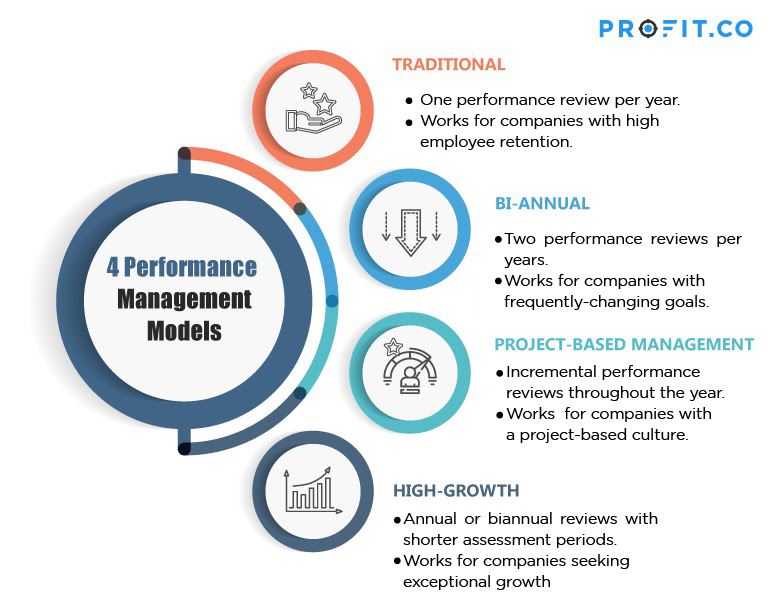 PROFIT.CO
TRADITIONAL
● One performance review per year.
● Works for companies with high
employee retention.
BI-ANNUAL
●Two performance reviews per
years.
●Works for companies with
frequently-changing goals.
4 Performance
Management
Models
PROJECT-BASED MANAGEMENT
●Incremental performance
reviews throughout the year.
●Works for companies with
a project-based culture.
HIGH-GROWTH
●Annual or biannual reviews with
shorter assessment periods.
●Works for companies seeking
exceptional growth